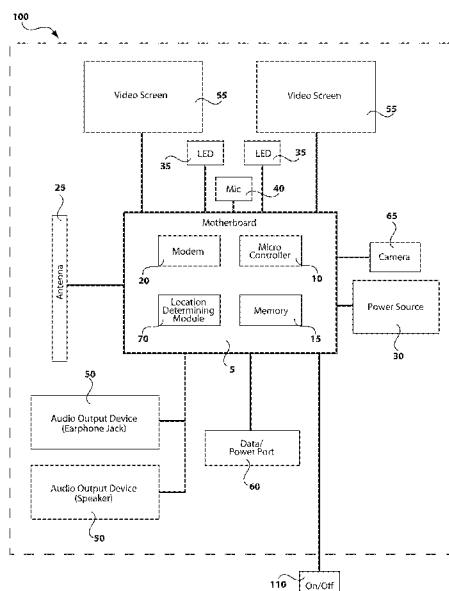 100
Video Screen
55
Video Screen
55
35
LED
LED
35
Mic
40
25
Antenna
Motherboard
Modem
20
Micro
Controller
10
65
Camera
Location
Determining
Module
70
Memory
15
Power Source
30
5
50
Audio Output Device
(Earphone Jack)
Data/
Power Port
60
Audio Output Device
(Speaker)
50
110
On/Off